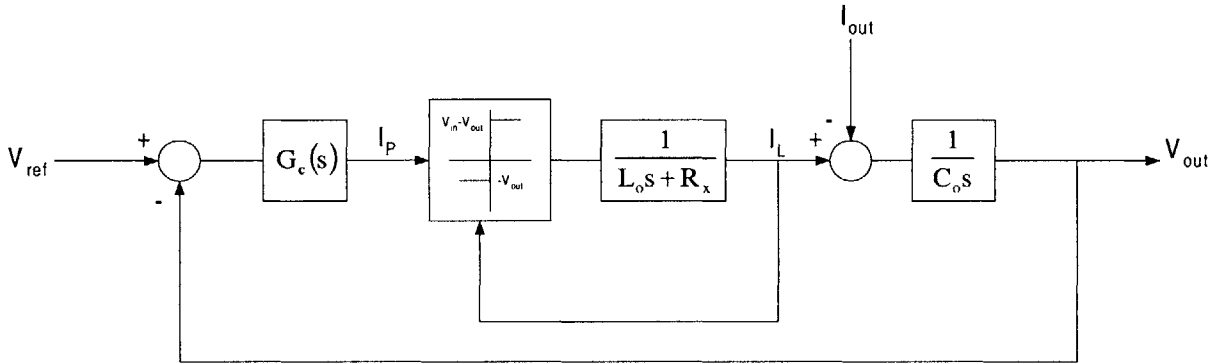 I_out
V_ref
+
-
G_c(s)
I_P
V_in-V_out
-V_out
1
L_o s + R_x
I_L
+
-
1
C_o s
V_out